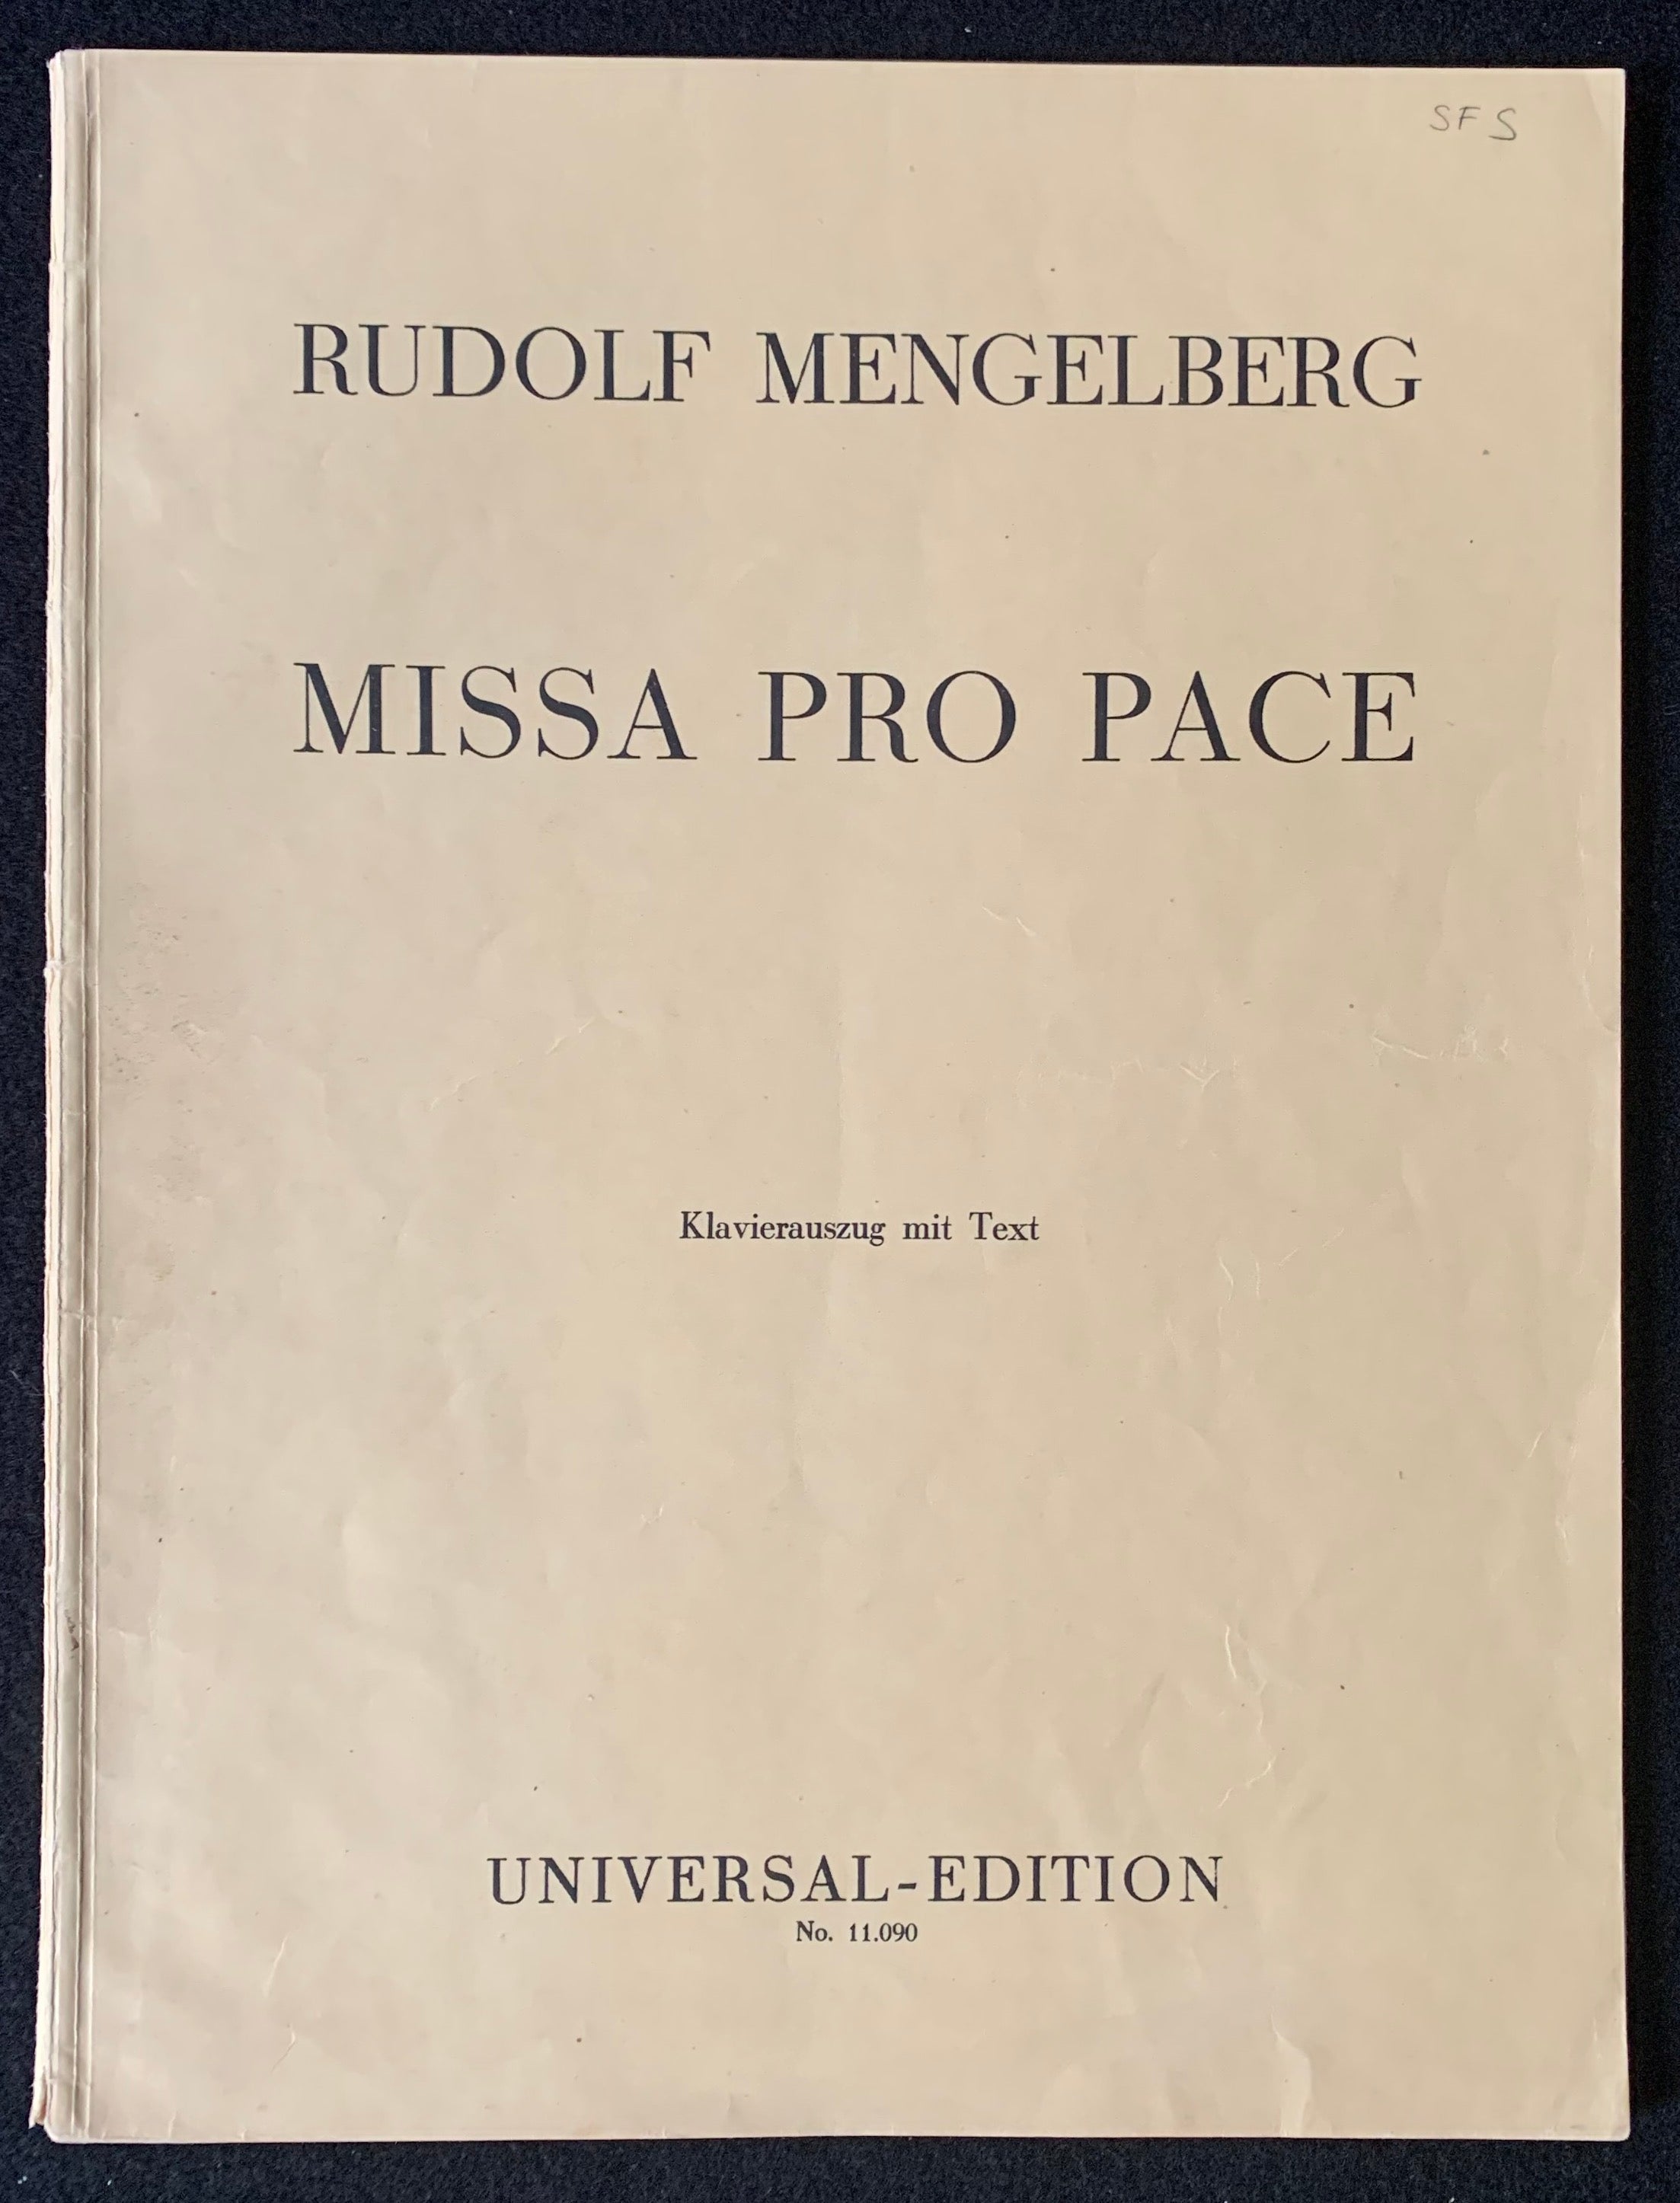 SFS
RUDOLF MENGELBERG
MISSA PRO PACE
Klavierauszug mit Text
UNIVERSAL-EDITION
No. 11.090